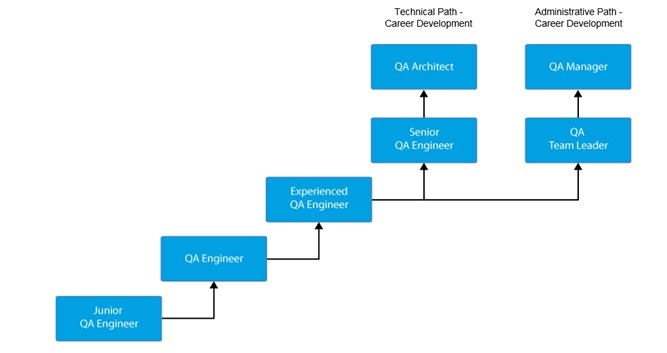 Technical Path -
Career Development
Administrative Path -
Career Development
QA Architect
QA Manager
Senior
QA Engineer
QA
Team Leader
Experienced
QA Engineer
QA Engineer
Junior
QA Engineer